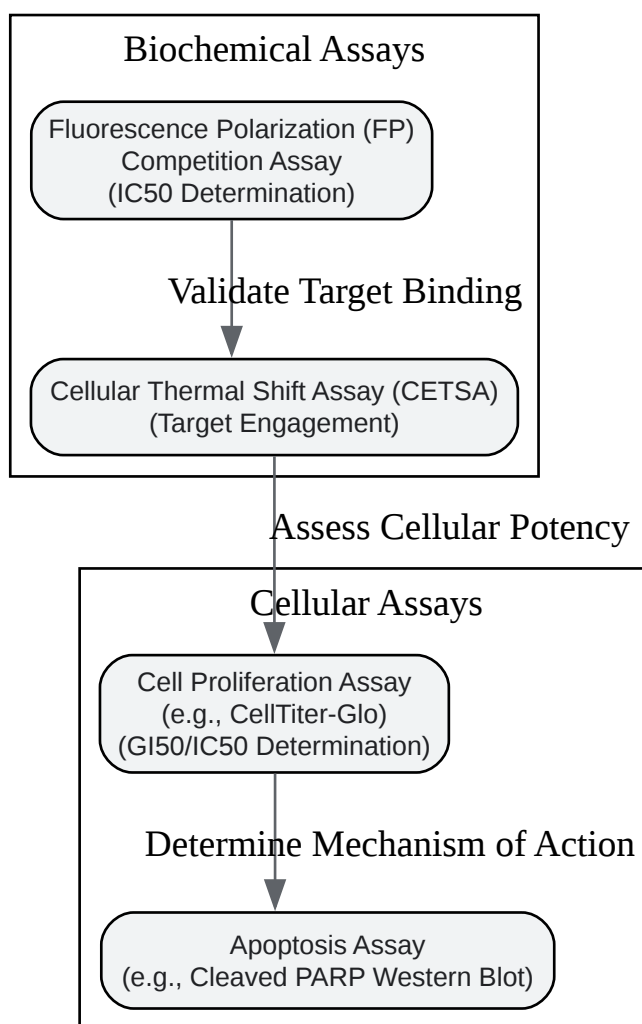 Biochemical Assays
Fluorescence Polarization (FP)
Competition Assay
(IC50 Determination)
Validate Target Binding
Cellular Thermal Shift Assay (CETSA)
(Target Engagement)
Assess Cellular Potency
Cellular Assays
Cell Proliferation Assay
(e.g., CellTiter-Glo)
(GI50/IC50 Determination)
Determine Mechanism of Action
Apoptosis Assay
(e.g., Cleaved PARP Western Blot)